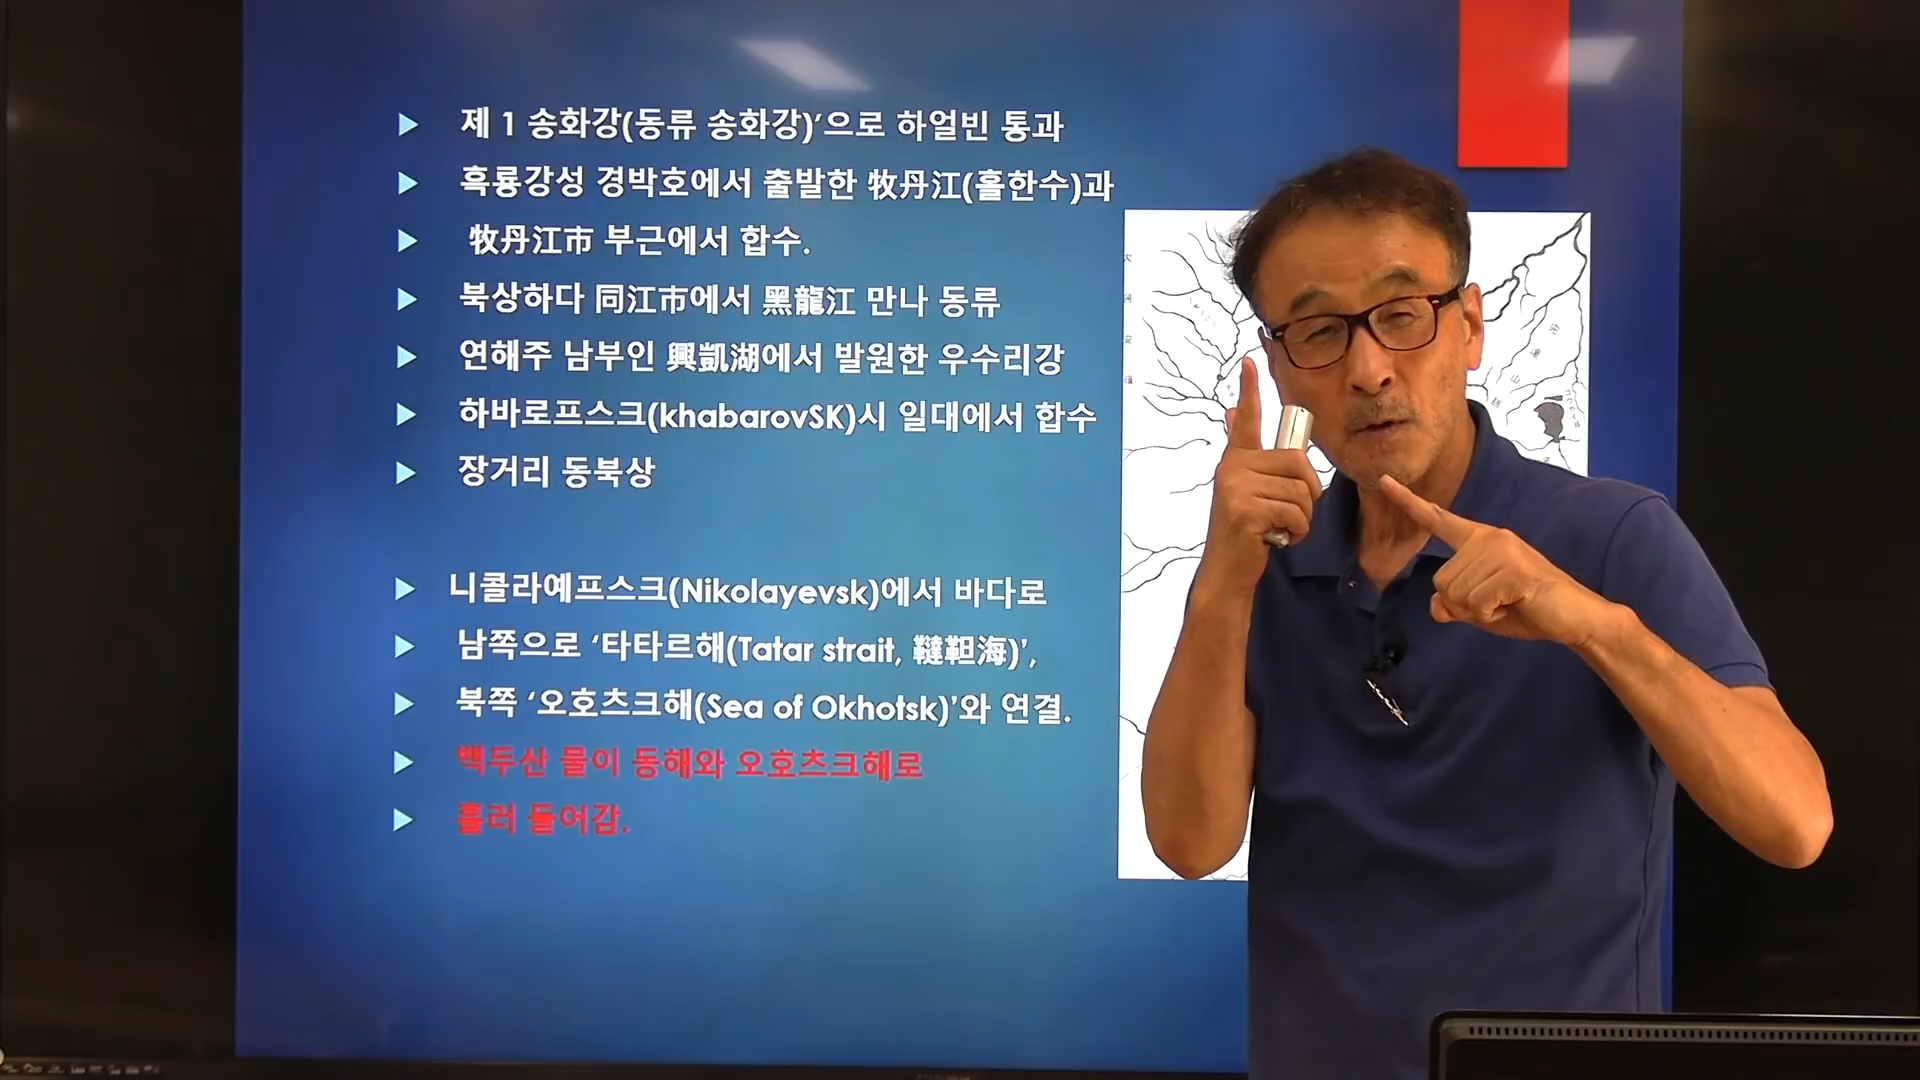 제 1 송화강(동류 송화강)’으로 하얼빈 통과
흑룡강성 경박호에서 출발한 牧丹江(홀한수)과
牧丹江市 부근에서 합수.
북상하다 同江市에서 黑龍江 만나 동류
연해주 남부인 興凱湖에서 발원한 우수리강
하바로프스크(khabarovSK)시 일대에서 합수
장거리 동북상
니콜라예프스크(Nikolayevsk)에서 바다로
남쪽으로 ‘타타르해(Tatar strait, 韃靼海)’,
북쪽 ‘오호츠크해(Sea of Okhotsk)’와 연결.
백두산 물이 동해와 오호츠크해로
흘러 들어감.